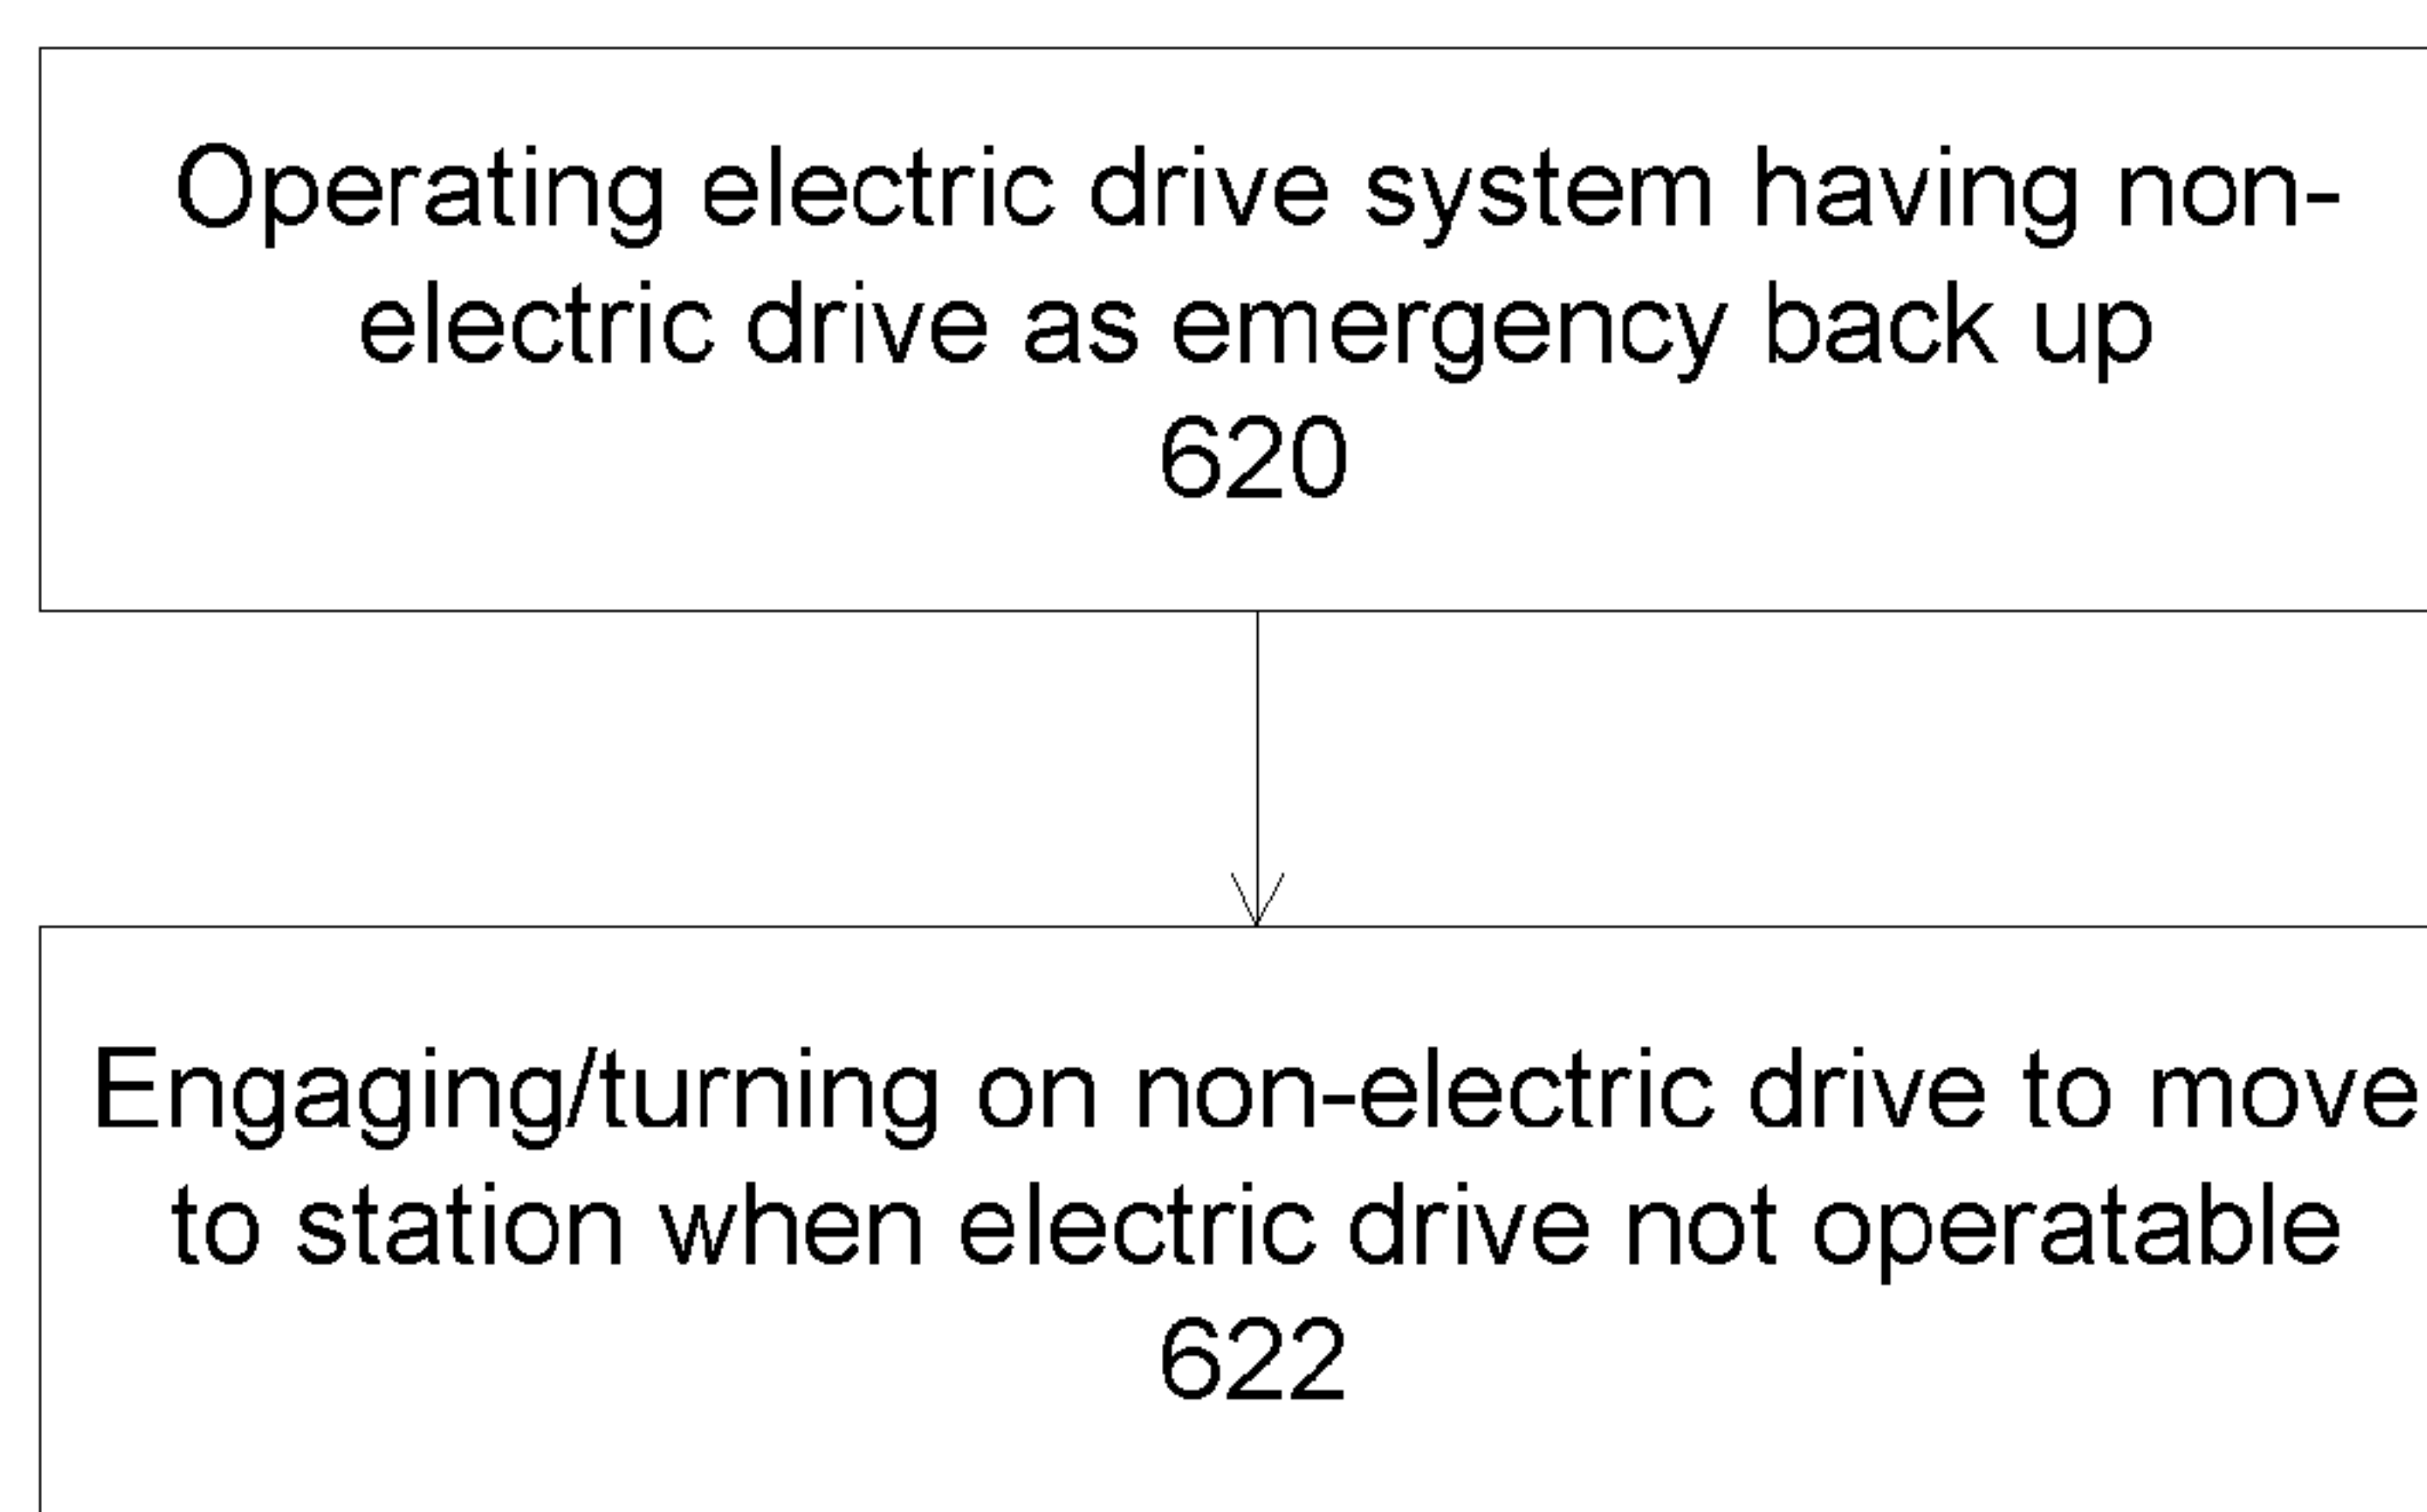 Operating electric drive system having non-
electric drive as emergency back up
620
Engaging/turning on non-electric drive to move
to station when electric drive not operatable
622